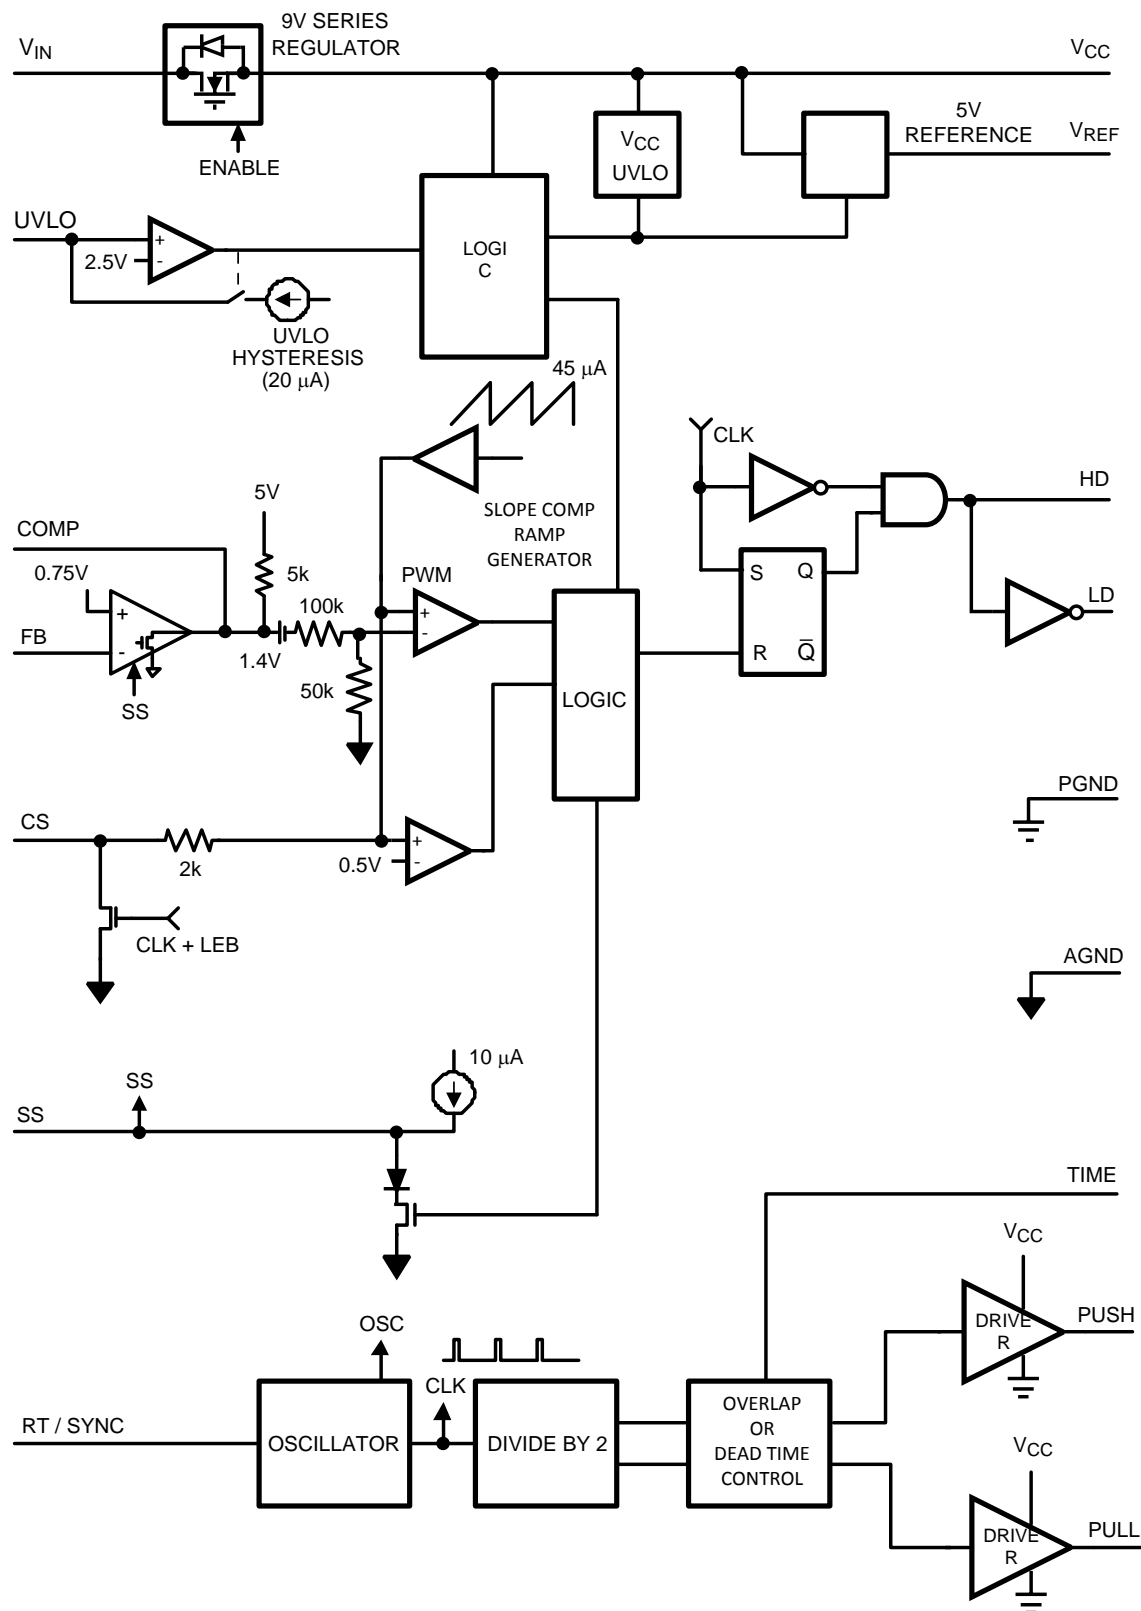 9V SERIES
REGULATOR
VIN
VCC
ENABLE
VCC
UVLO
5V
REFERENCE
VREF
UVLO
+
-
2.5V
LOGI
C
UVLO
HYSTERESIS
(20 μA)
45 μA
SLOPE COMP
RAMP
GENERATOR
CLK
HD
LD
S
Q
R
Q̅
5V
COMP
0.75V
5k
100k
PWM
+
-
+
-
FB
1.4V
50k
SS
LOGIC
PGND
CS
2k
0.5V
+
-
CLK + LEB
AGND
10 μA
SS
SS
TIME
VCC
DRIVE
R
PUSH
OSC
CLK
RT / SYNC
OSCILLATOR
DIVIDE BY 2
OVERLAP
OR
DEAD TIME
CONTROL
VCC
DRIVE
R
PULL